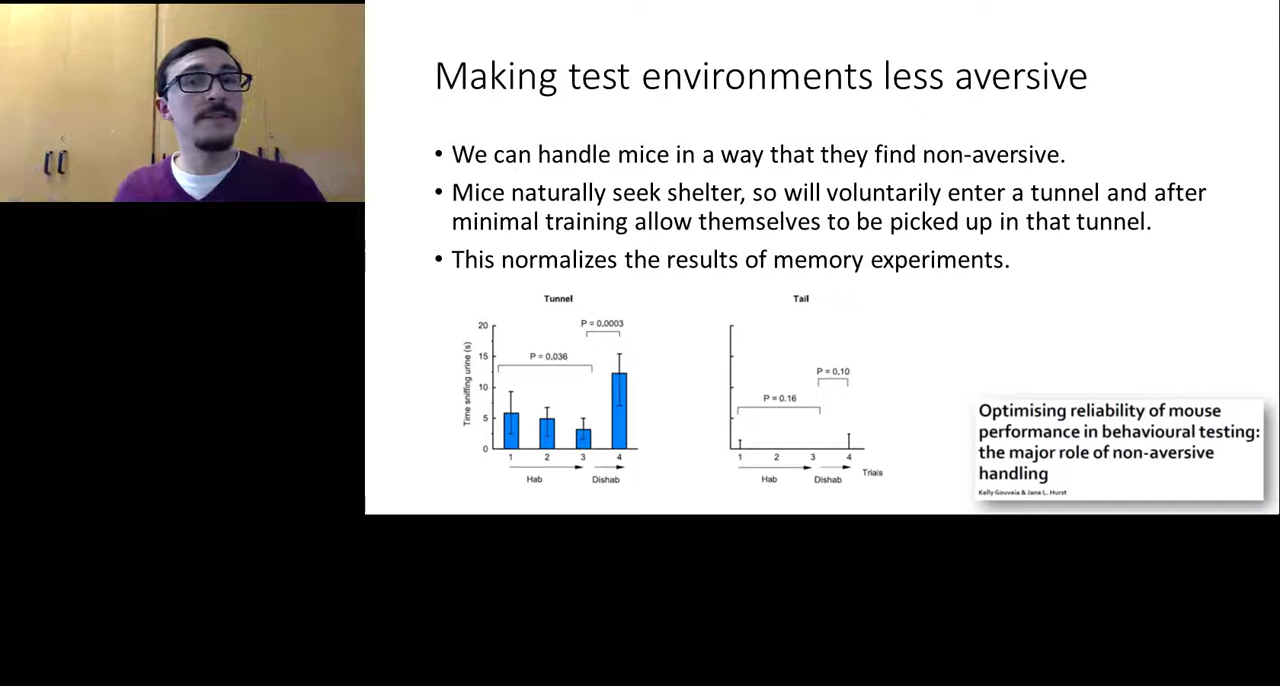 Making test environments less aversive
• We can handle mice in a way that they find non-aversive.
• Mice naturally seek shelter, so will voluntarily enter a tunnel and after
minimal training allow themselves to be picked up in that tunnel.
• This normalizes the results of memory experiments.
Tunnel
Time sniffing urine (s)
20
15
10
5
0
P = 0.036
P = 0.0003
1 2 3 4
Hab Dishab
Tail
P = 0.16
P = 0.10
1 2 3 4
Hab Dishab
Trials
Optimising reliability of mouse
performance in behavioural testing:
the major role of non-aversive
handling
Kelly Gouveia & Jane L. Hurst